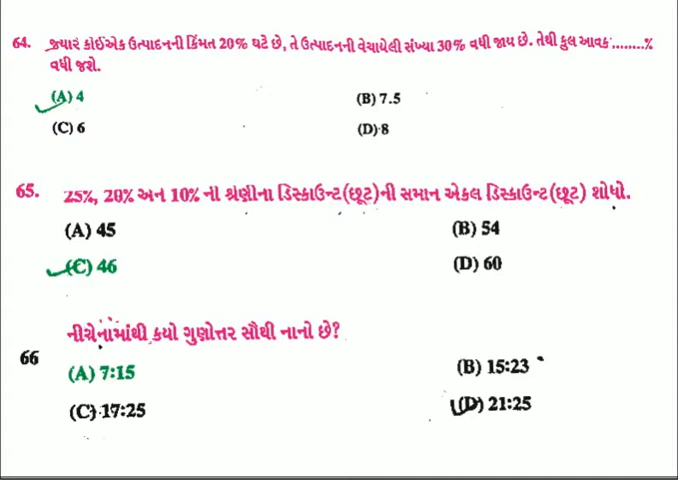 64. જ્યારે કોઈએક ઉત્પાદનની કિંમત 20% ઘટે છે, તે ઉત્પાદનની વેચાયેલી સંખ્યા 30% વધી જાય છે. તેથી કુલ આવક ........%
વધી જશે.
(A) 4 (B) 7.5
(C) 6 (D) 8
65. 25%, 20% અને 10% ની શ્રેણીના ડિસ્કાઉન્ટ(છૂટ)ની સમાન એકલ ડિસ્કાઉન્ટ(છૂટ) શોધો.
(A) 45 (B) 54
(C) 46 (D) 60
નીચેનામાંથી કયો ગુણોત્તર સૌથી નાનો છે?
66
(A) 7:15 (B) 15:23
(C) 17:25 (D) 21:25